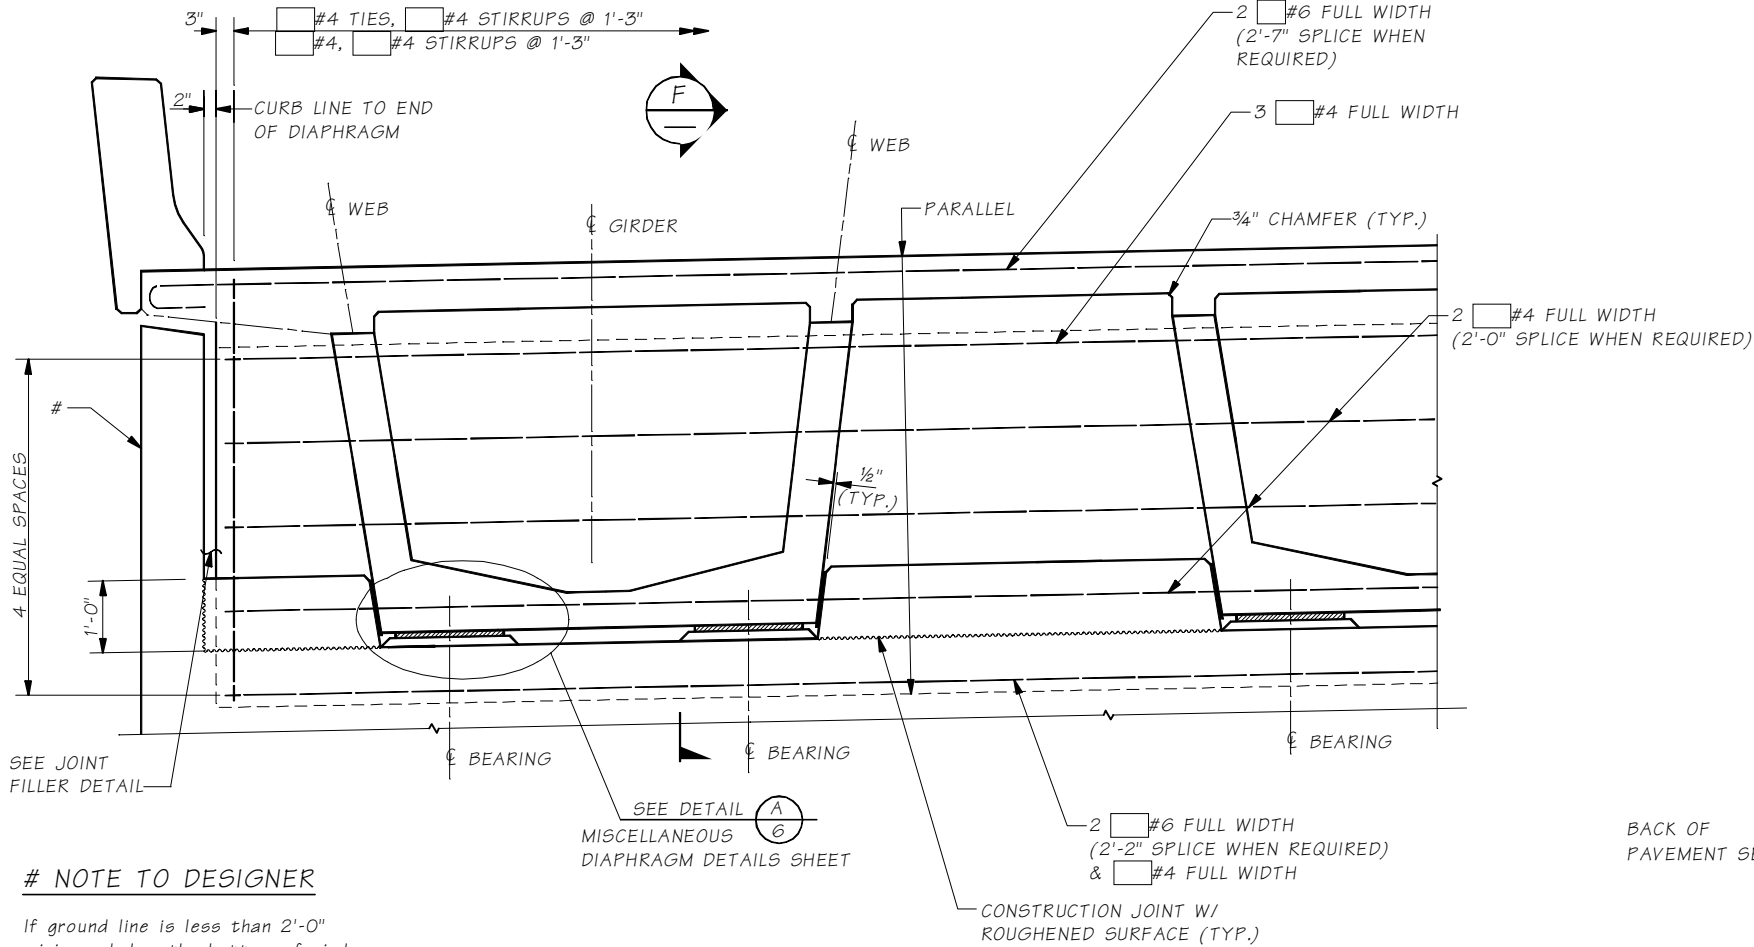 3"
#4 TIES, #4 STIRRUPS @ 1'-3"
#4, #4 STIRRUPS @ 1'-3"
2"
CURB LINE TO END
OF DIAPHRAGM
F
2 #6 FULL WIDTH
(2'-7" SPLICE WHEN
REQUIRED)
3 #4 FULL WIDTH
℄ WEB
℄ WEB
℄ GIRDER
PARALLEL
¾" CHAMFER (TYP.)
2 #4 FULL WIDTH
(2'-0" SPLICE WHEN REQUIRED)
#
4 EQUAL SPACES
1'-0"
½"
(TYP.)
SEE JOINT
FILLER DETAIL
℄ BEARING
℄ BEARING
℄ BEARING
SEE DETAIL A
6
MISCELLANEOUS
DIAPHRAGM DETAILS SHEET
2 #6 FULL WIDTH
(2'-2" SPLICE WHEN REQUIRED)
& #4 FULL WIDTH
BACK OF
PAVEMENT SE
# NOTE TO DESIGNER
If ground line is less than 2'-0"
CONSTRUCTION JOINT W/
ROUGHENED SURFACE (TYP.)